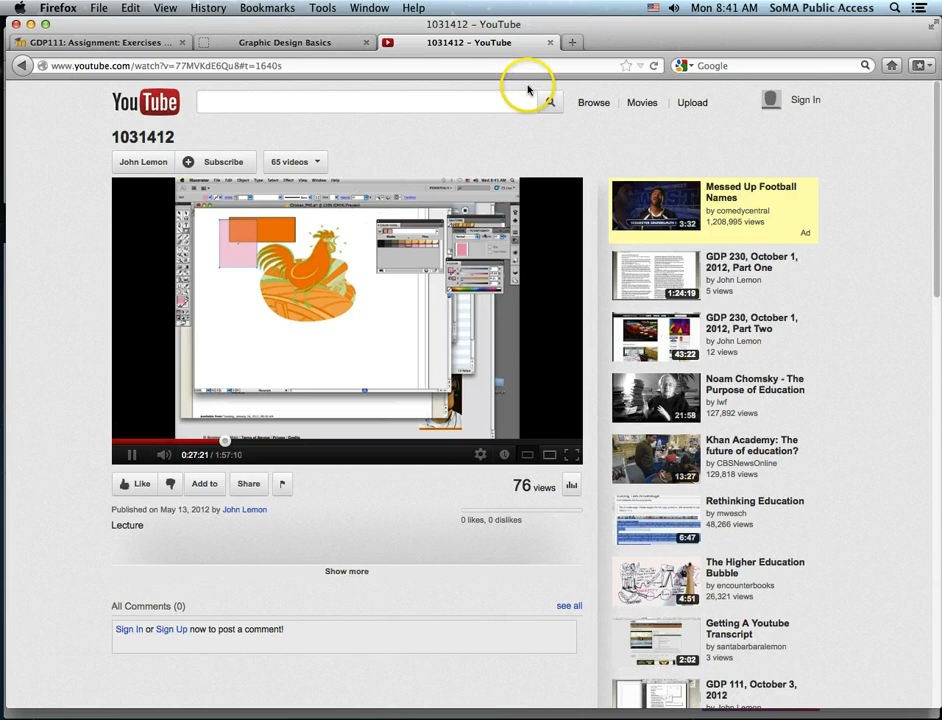 Firefox File Edit View History Bookmarks Tools Window Help Mon 8:41 AM SoMA Public Access
1031412 - YouTube
GDP111: Assignment: Exercises ... Graphic Design Basics 1031412 - YouTube
www.youtube.com/watch?v=77MVKdE6Qu8#t=1640s Google
YouTube Browse Movies Upload Sign In
1031412
John Lemon Subscribe 65 videos
0:27:21 / 1:57:10
Like Add to Share 76 views
Published on May 13, 2012 by John Lemon
0 likes, 0 dislikes
Lecture
Show more
All Comments (0) see all
Sign In or Sign Up now to post a comment!
Messed Up Football
Names
by comedycentral
1,208,995 views
3:32
Ad
GDP 230, October 1,
2012, Part One
by John Lemon
5 views
1:24:19
GDP 230, October 1,
2012, Part Two
by John Lemon
12 views
43:22
Noam Chomsky - The
Purpose of Education
by lwf
127,892 views
21:58
Khan Academy: The
future of education?
by CBSNewsOnline
129,818 views
13:27
Rethinking Education
by mwesch
48,266 views
6:47
The Higher Education
Bubble
by encounterbooks
26,321 views
4:51
Getting A Youtube
Transcript
by santabarbaralemon
3 views
2:02
GDP 111, October 3,
2012
by John Lemon